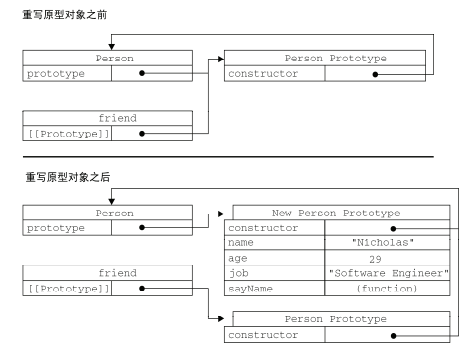 重写原型对象之前
Person
prototype
Person Prototype
constructor
friend
[[Prototype]]
重写原型对象之后
Person
prototype
New Person Prototype
constructor
name
"Nicholas"
age
29
job
"Software Engineer"
sayName
(function)
friend
[[Prototype]]
Person Prototype
constructor